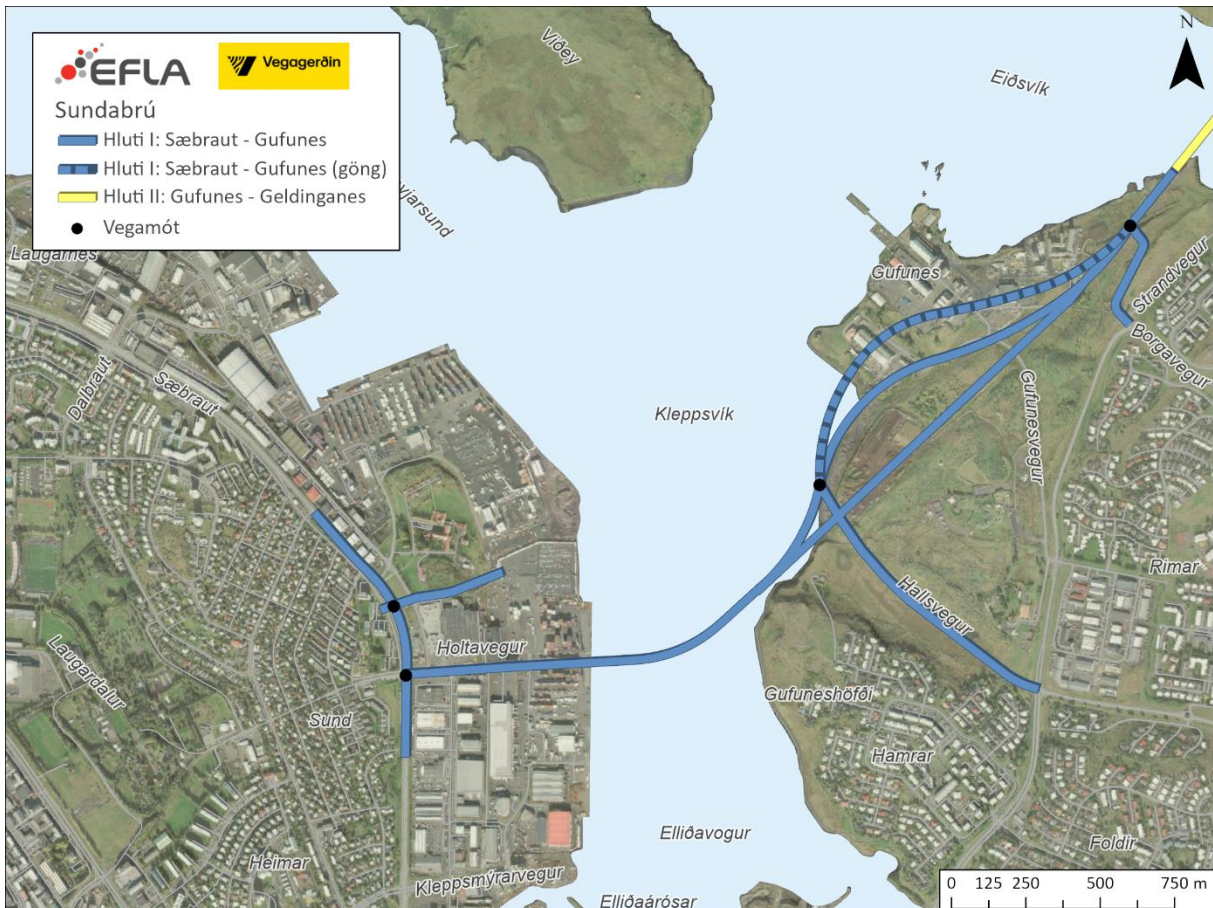 EFLA
Vegagerðin
Sundabrú
Hluti I: Sæbraut - Gufunes
Hluti I: Sæbraut - Gufunes (göng)
Hluti II: Gufunes - Geldinganes
Vegamót
Viðey
Eiðsvík
N
Laugarnes
Gufunes
Strandvegur
Borgavegur
Dalbraut
Sæbraut
Kleppsvík
Gufunesvegur
Rimar
Hallsvegur
Holtavegur
Laugardalur
Sund
Gufuneshöfði
Hamrar
Elliðavogur
Foldir
Heimar
Kleppsmýrarvegur
Elliðaárósar
0 125 250 500 750 m